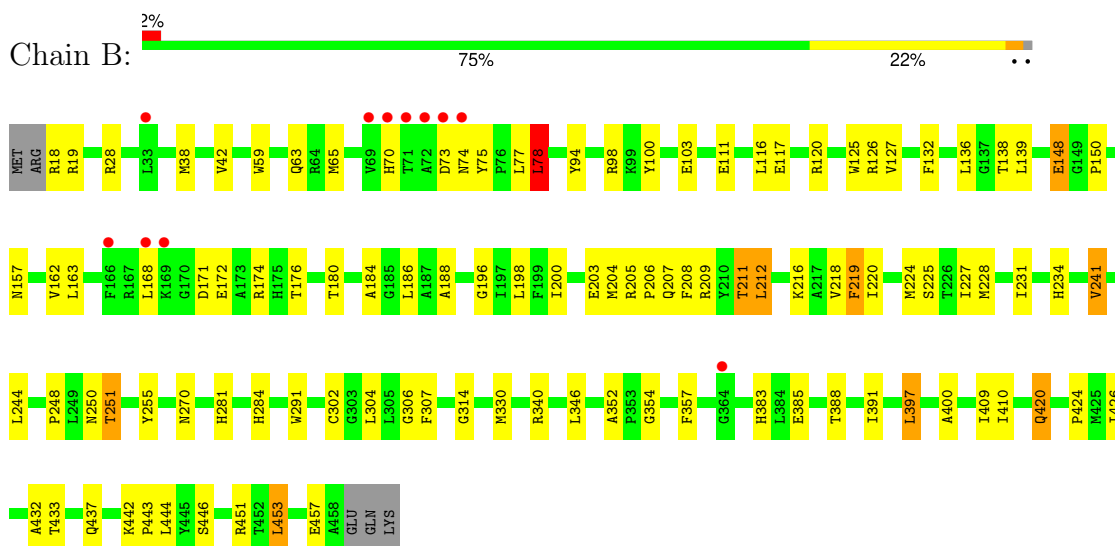 2%
Chain B:
75% 22% • •
MET ARG R18 R19 R28 L33 M38 V42 W59 Q63 R64 M65 V69 H70 T71 A72 D73 N74 Y75 P76 L77 L78 Y94 R98 K99 Y100 E103 E111 L116 E117 R120 W125 R126 V127 F132 L136 G137 T138 L139 E148 G149 P150
N157 V162 L163 F166 R167 L168 K169 G170 D171 E172 A173 R174 H175 T176 T180 A184 G185 L186 A187 A188 G196 I197 L198 F199 I200 E203 M204 R205 P206 Q207 F208 R209 Y210 T211 L212 K216 A217 V218 F219 I220 M224 S225 T226 I227 M228 I231 H234 V241
L244 P248 L249 N250 T251 Y255 N270 H281 H284 W291 C302 G303 L304 L305 G306 F307 G314 M330 R340 L346 A352 P353 G354 F357 G364 H383 L384 E385 T388 I391 L397 A400 I409 I410 Q420 P424 M425
A432 T433 Q437 K442 P443 L444 Y445 S446 R451 T452 L453 E457 A458 GLU GLN LYS